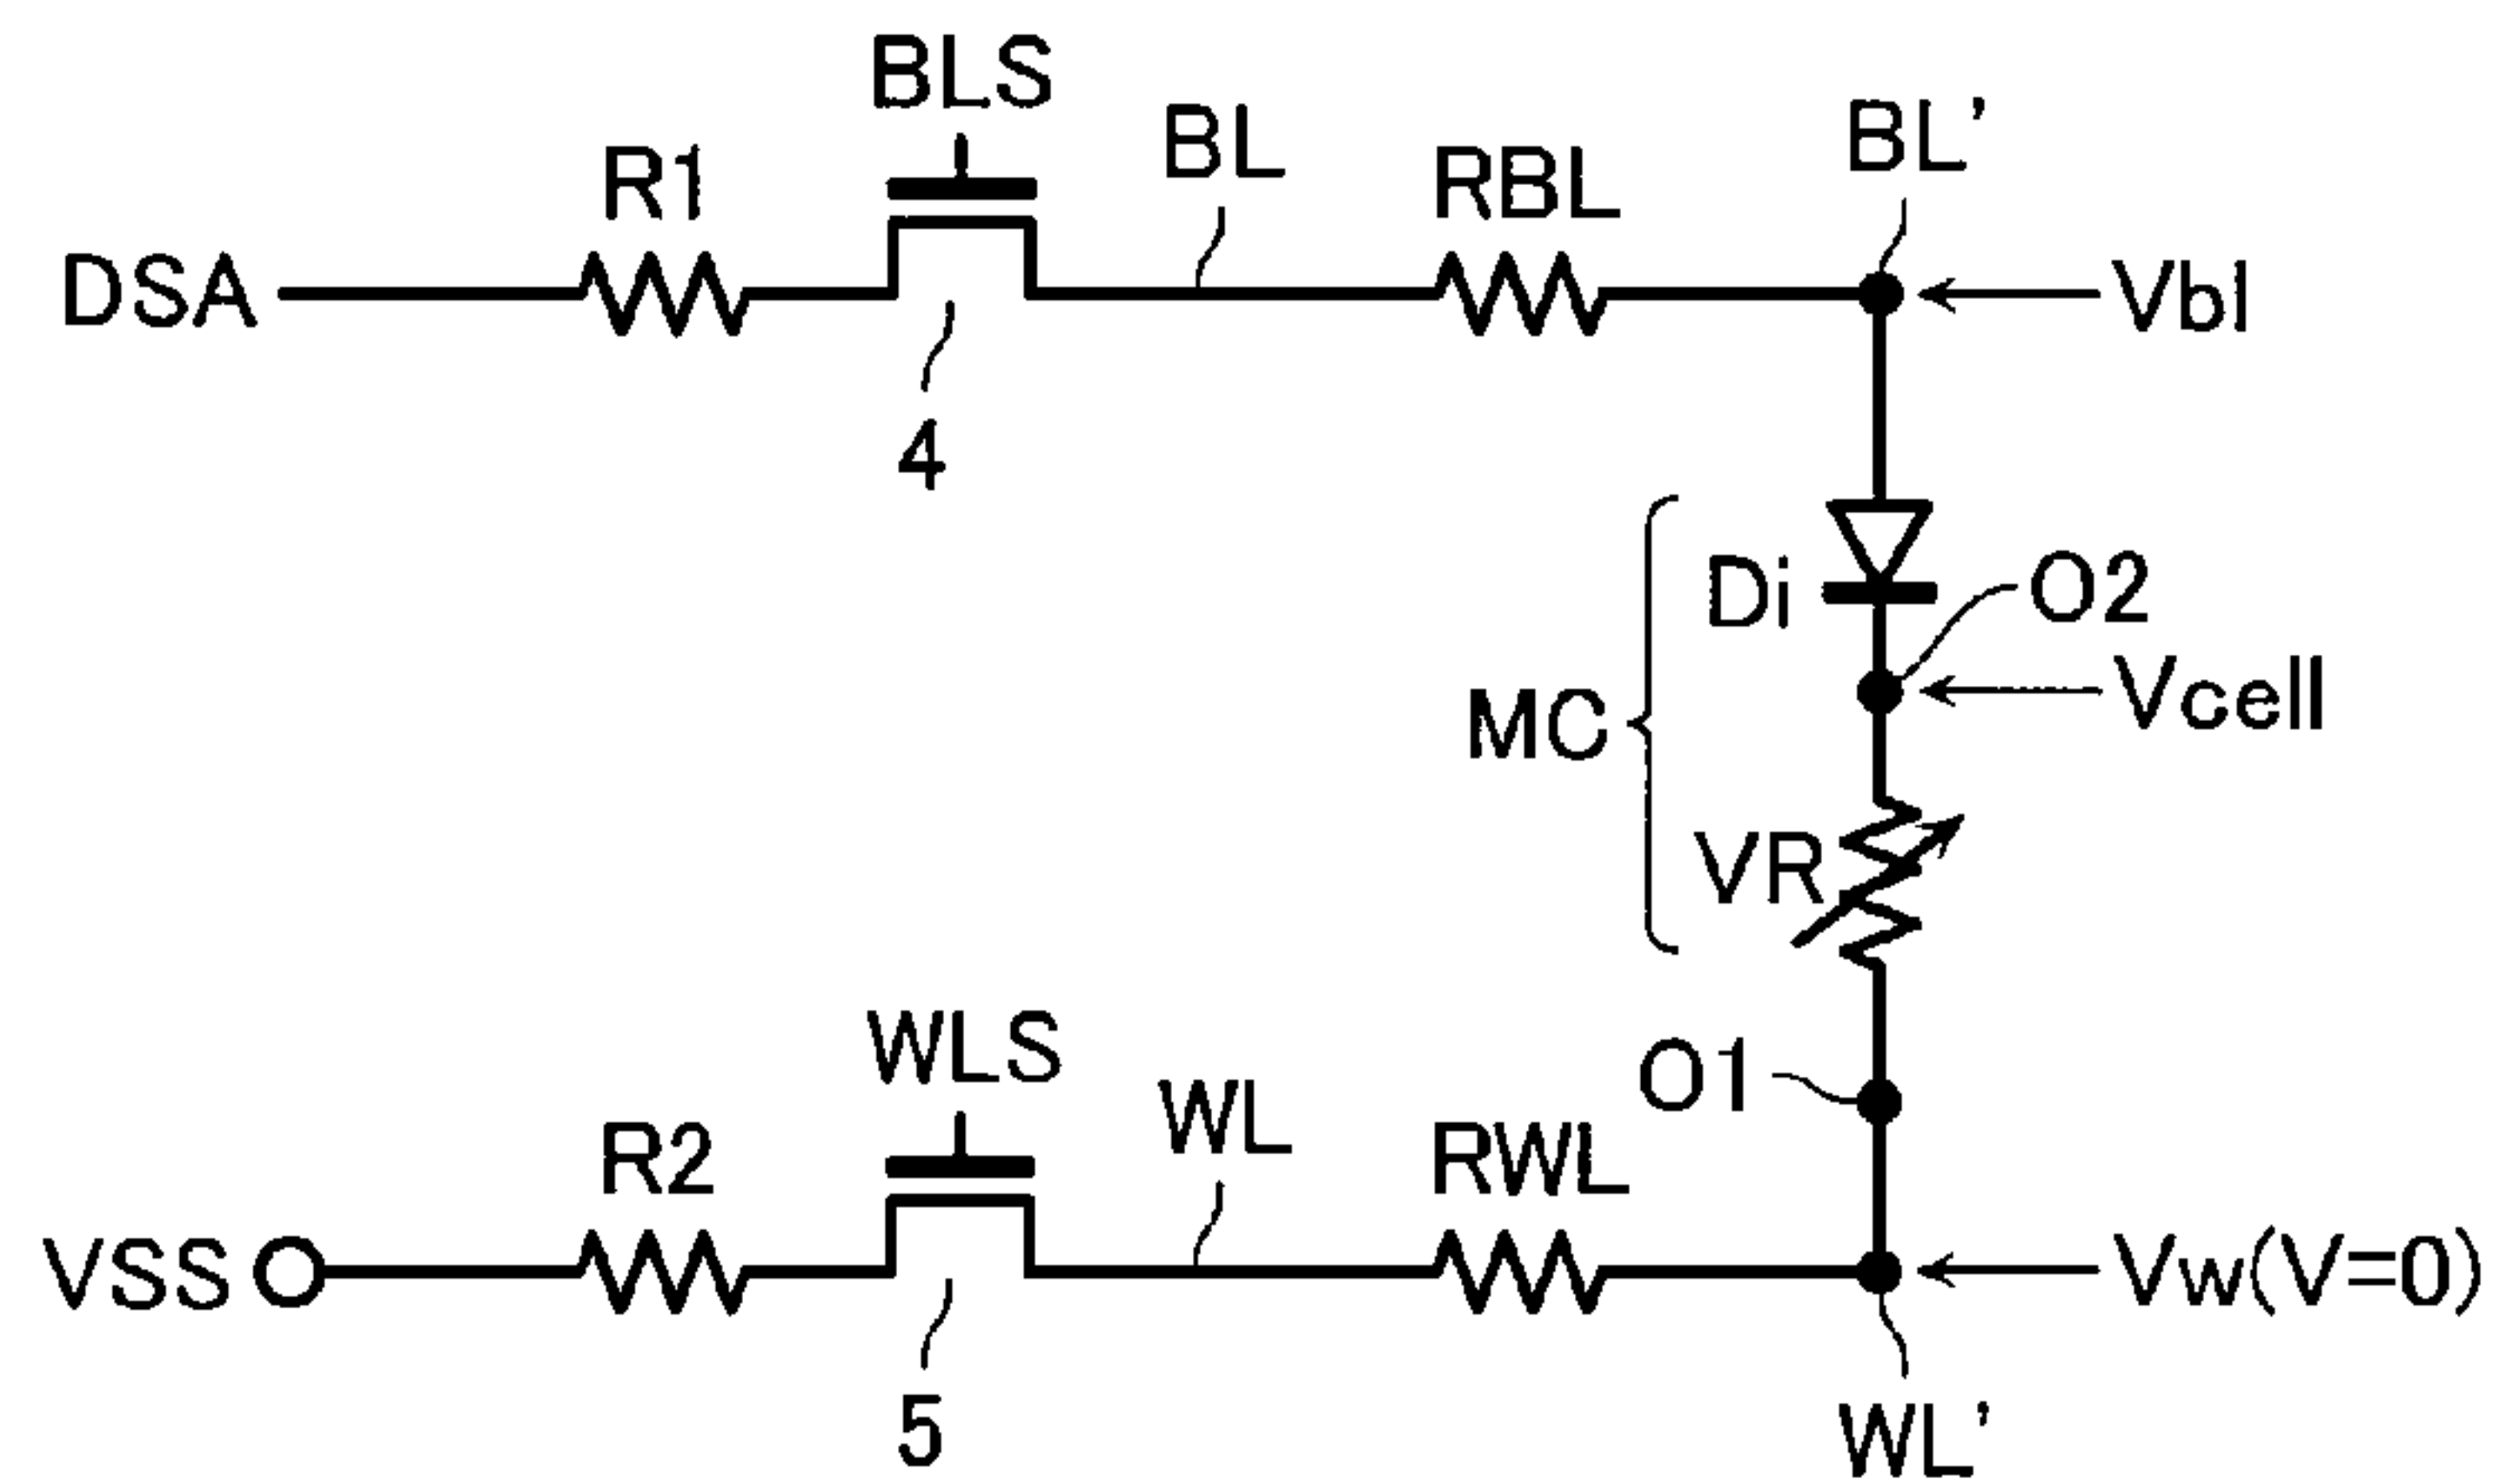 BLS
BL
BL'
R1
RBL
DSA
Vbl
4
Di
O2
Vcell
MC
VR
WLS
O1
WL
R2
RWL
VSS
Vw(V=0)
5
WL'